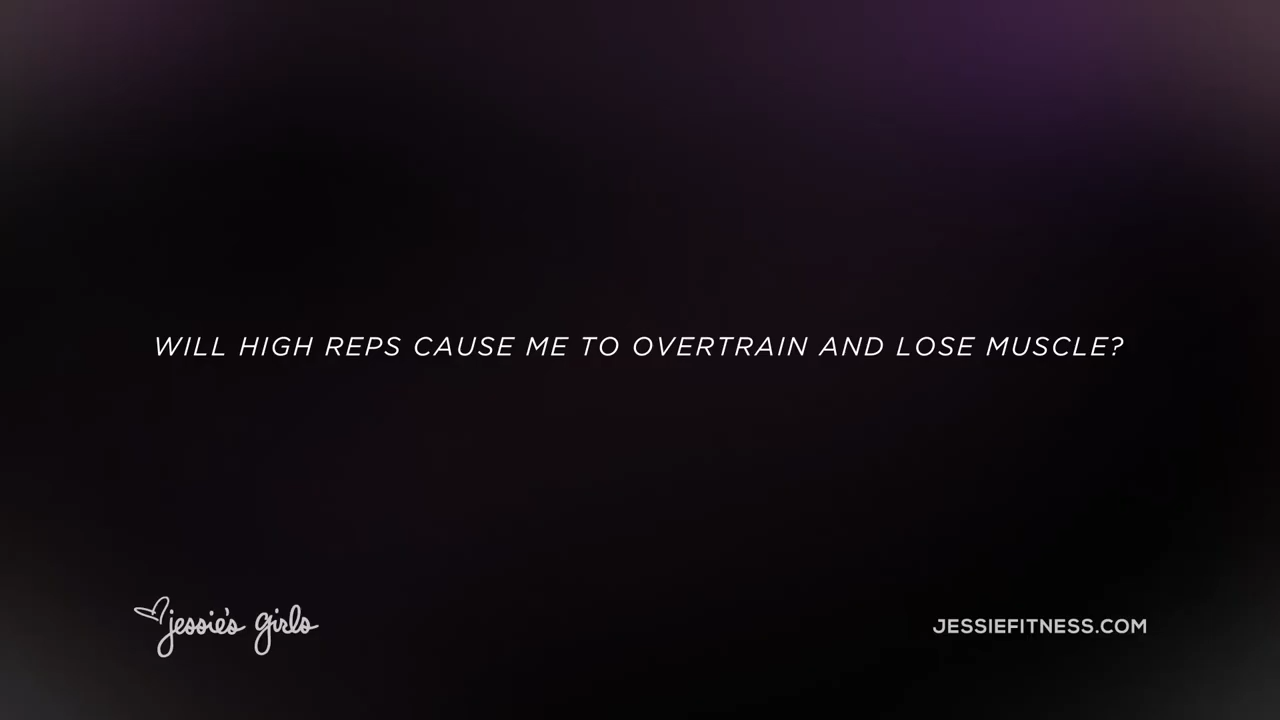 WILL HIGH REPS CAUSE ME TO OVERTRAIN AND LOSE MUSCLE?
jessie's girls
JESSIEFITNESS.COM